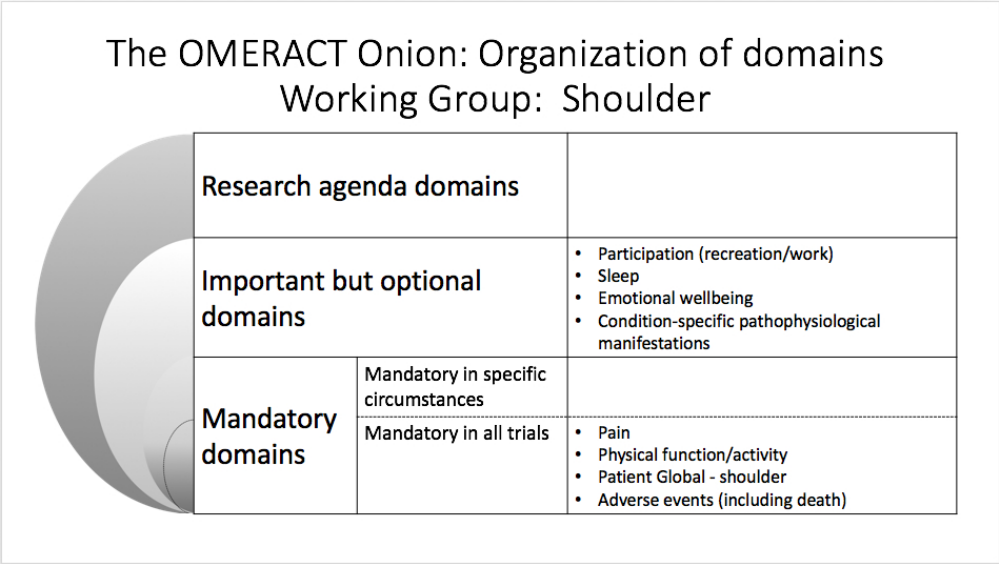 The OMERACT Onion: Organization of domains
Working Group:  Shoulder
Research agenda domains
Important but optional
domains
• Participation (recreation/work)
• Sleep
• Emotional wellbeing
• Condition-specific pathophysiological
manifestations
Mandatory
domains
Mandatory in specific
circumstances
Mandatory in all trials
• Pain
• Physical function/activity
• Patient Global - shoulder
• Adverse events (including death)